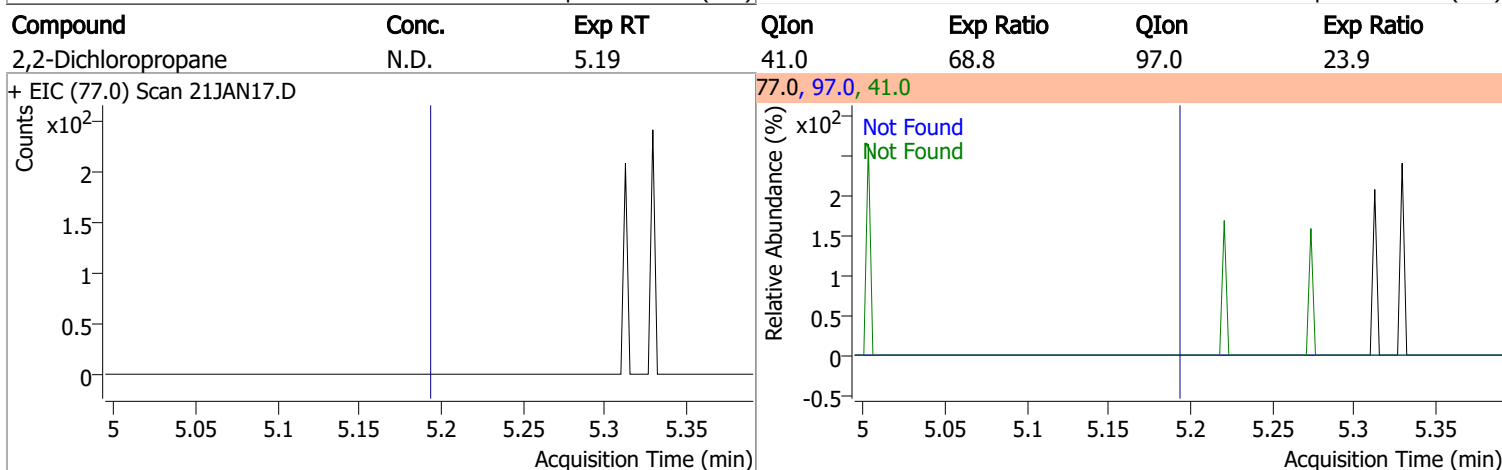 Compound Conc. Exp RT QIon Exp Ratio QIon Exp Ratio
2,2-Dichloropropane N.D. 5.19 41.0 68.8 97.0 23.9
+ EIC (77.0) Scan 21JAN17.D
Counts
x10²
2
1.5
1
0.5
0
5 5.05 5.1 5.15 5.2 5.25 5.3 5.35
Acquisition Time (min)
77.0, 97.0, 41.0
Relative Abundance (%)
x10²
Not Found
Not Found
2
1.5
1
0.5
0
-0.5
5 5.05 5.1 5.15 5.2 5.25 5.3 5.35
Acquisition Time (min)